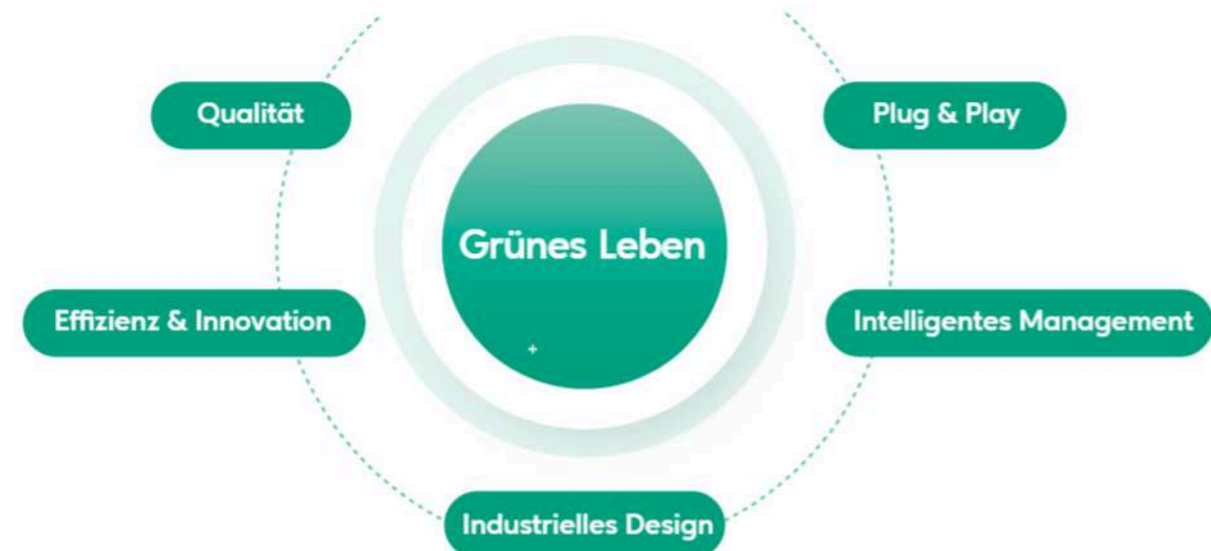 Qualität
Plug & Play
Grünes Leben
Effizienz & Innovation
Intelligentes Management
Industrielles Design